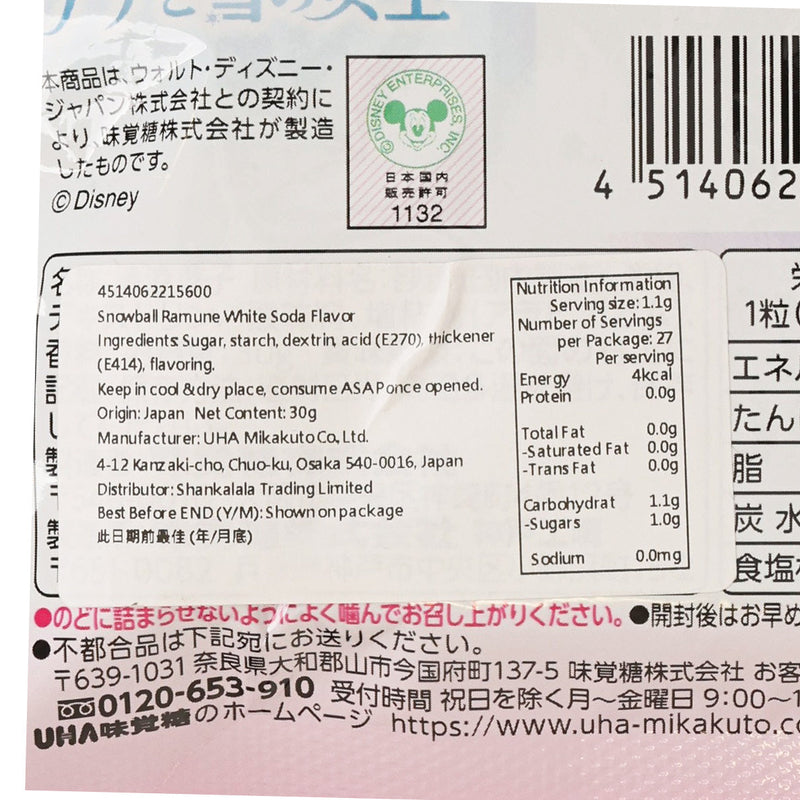 アナと雪の女王
本商品は、ウォルト・ディズニー・
ジャパン株式会社との契約に
より、味覚糖株式会社が製造
したものです。
©Disney
©DISNEY ENTERPRISES, INC.
日本国内
販売許可
1132
4 514062
4514062215600
Snowball Ramune White Soda Flavor
Ingredients: Sugar, starch, dextrin, acid (E270), thickener
(E414), flavoring.
Keep in cool & dry place, consume ASAP once opened.
Origin: Japan Net Content: 30g
Manufacturer: UHA Mikakuto Co., Ltd.
4-12 Kanzaki-cho, Chuo-ku, Osaka 540-0016, Japan
Distributor: Shankalala Trading Limited
Best Before END (Y/M): Shown on package
此日期前最佳 (年/月底)
Nutrition Information
Serving size: 1.1g
Number of Servings
per Package: 27
Per serving
Energy 4kcal
Protein 0.0g
Total Fat 0.0g
-Saturated Fat 0.0g
-Trans Fat 0.0g
Carbohydrat 1.1g
-Sugars 1.0g
Sodium 0.0mg
1粒(
エネル
たん
脂
炭水
食塩
●のどに詰まらせないようによく噛んでお召し上がりください。●開封後はお早め
●不都合品は下記宛にお送りください。
〒639-1031 奈良県大和郡山市今国府町137-5 味覚糖株式会社 お客
0120-653-910 受付時間 祝日を除く月～金曜日 9:00～1
UHA味覚糖のホームページ https://www.uha-mikakuto.co